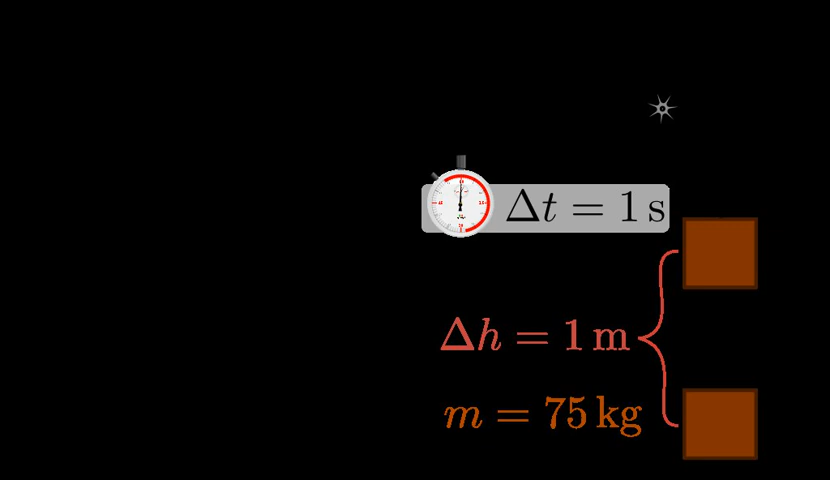 Δt = 1 s
Δh = 1 m
m = 75 kg